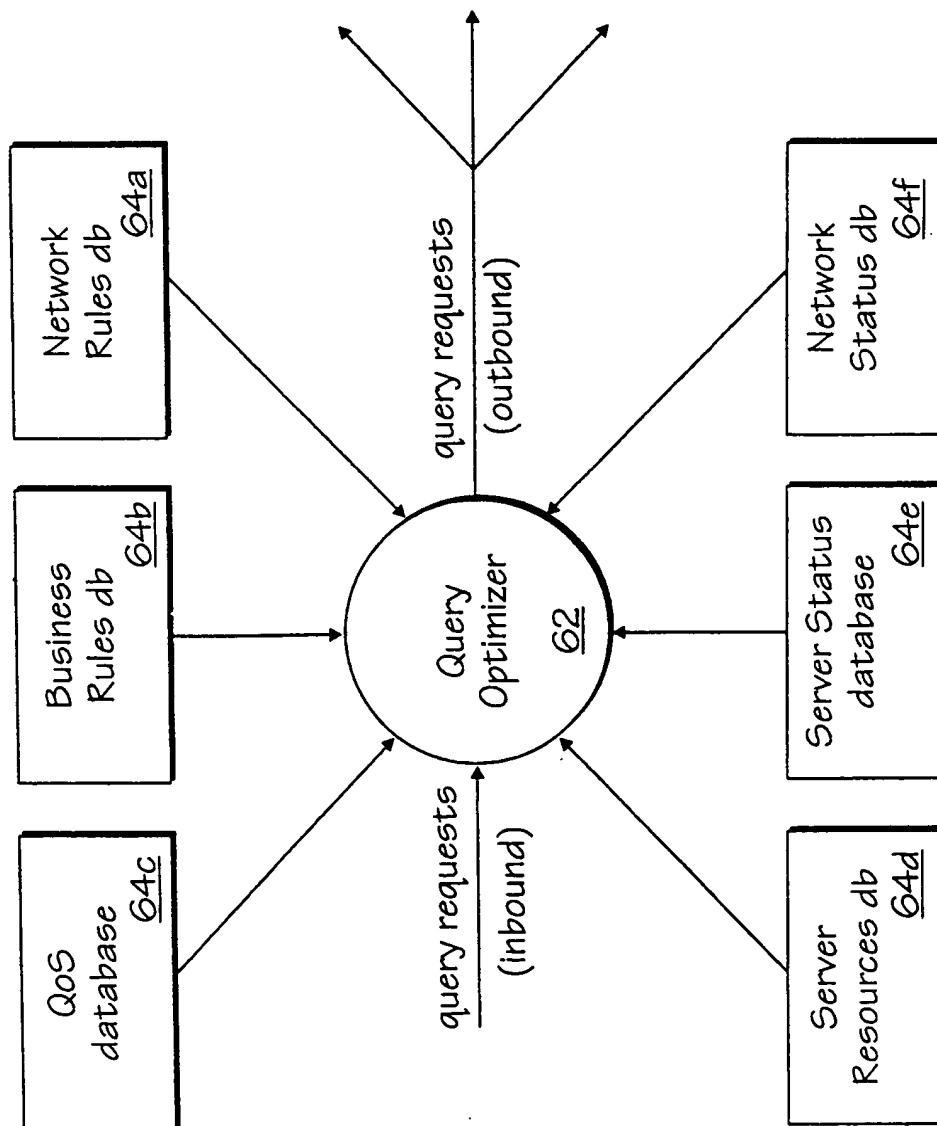 QoS
database
64c
Business
Rules db
64b
Network
Rules db
64a
query requests
(inbound)
Query
Optimizer
62
query requests
(outbound)
Server
Resources db
64d
Server Status
database
64e
Network
Status db
64f